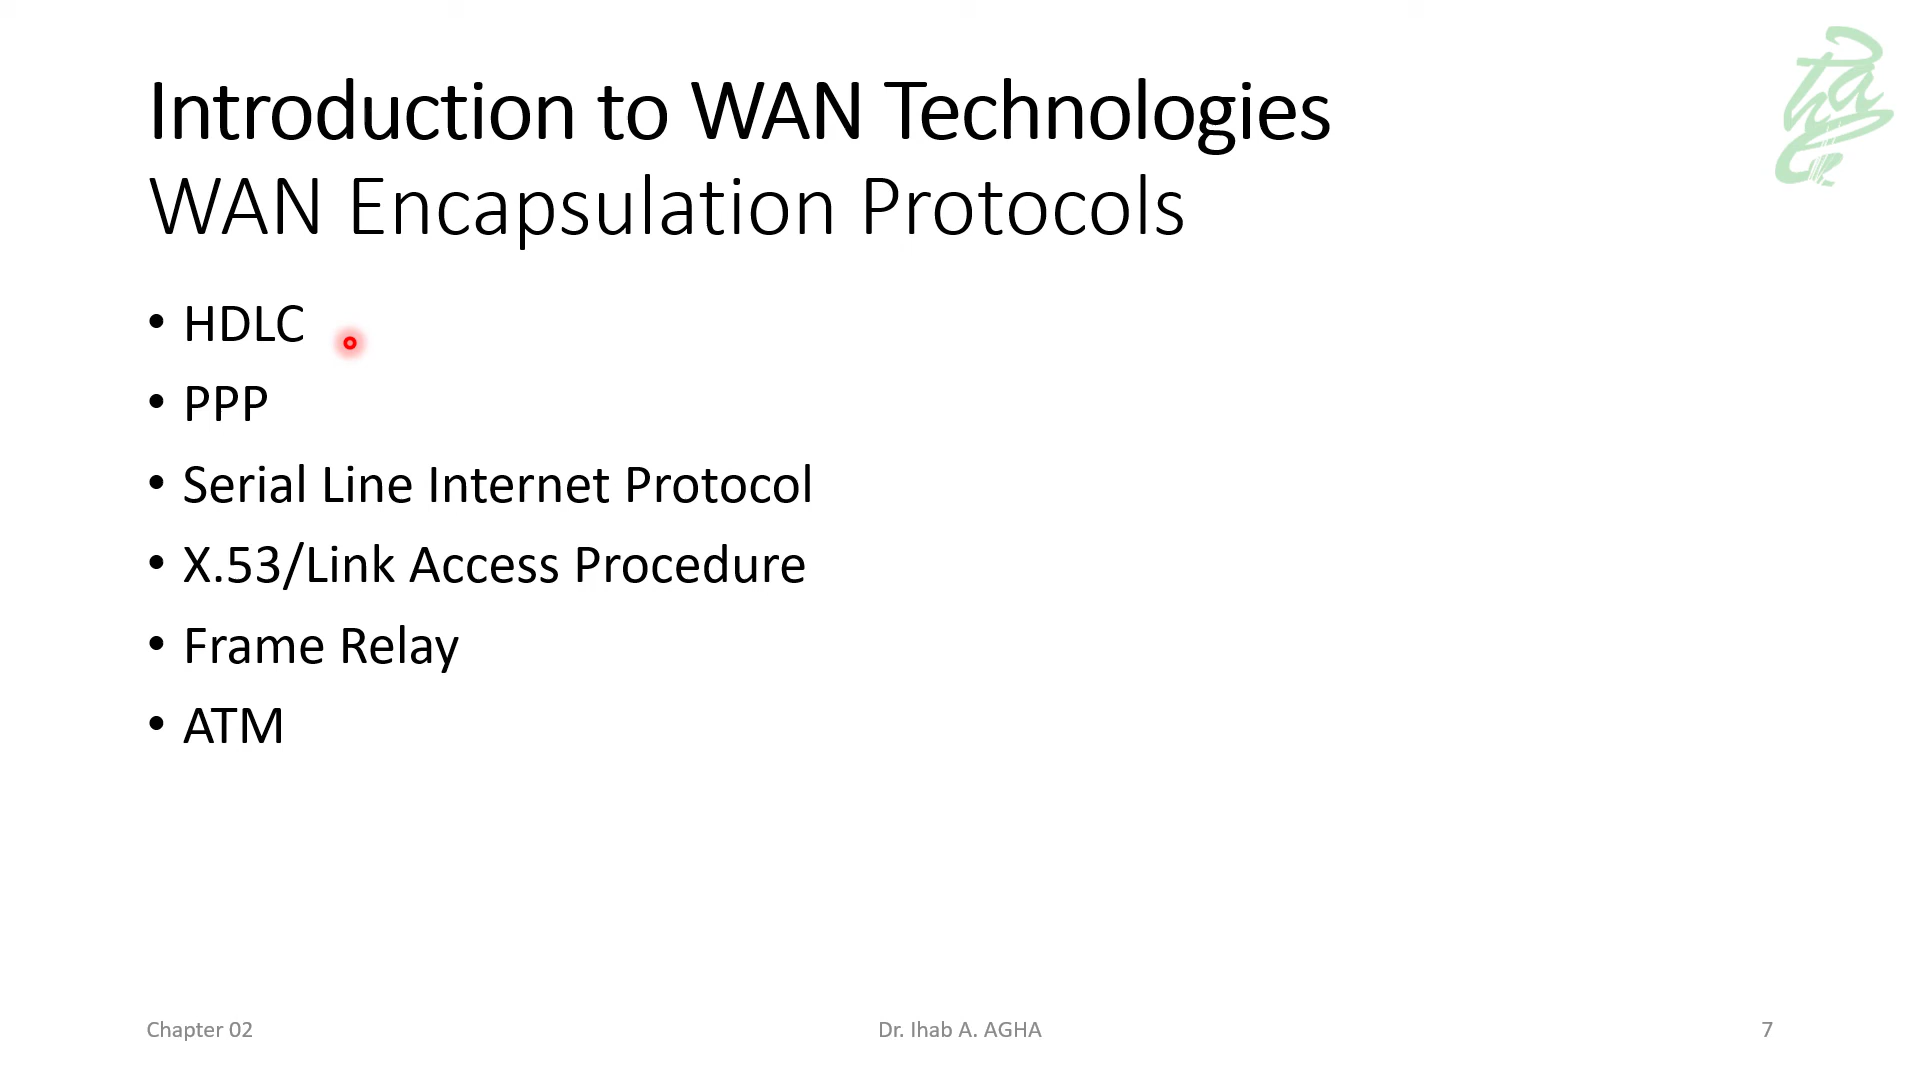 Introduction to WAN Technologies
WAN Encapsulation Protocols
• HDLC
• PPP
• Serial Line Internet Protocol
• X.53/Link Access Procedure
• Frame Relay
• ATM
Chapter 02
Dr. Ihab A. AGHA
7